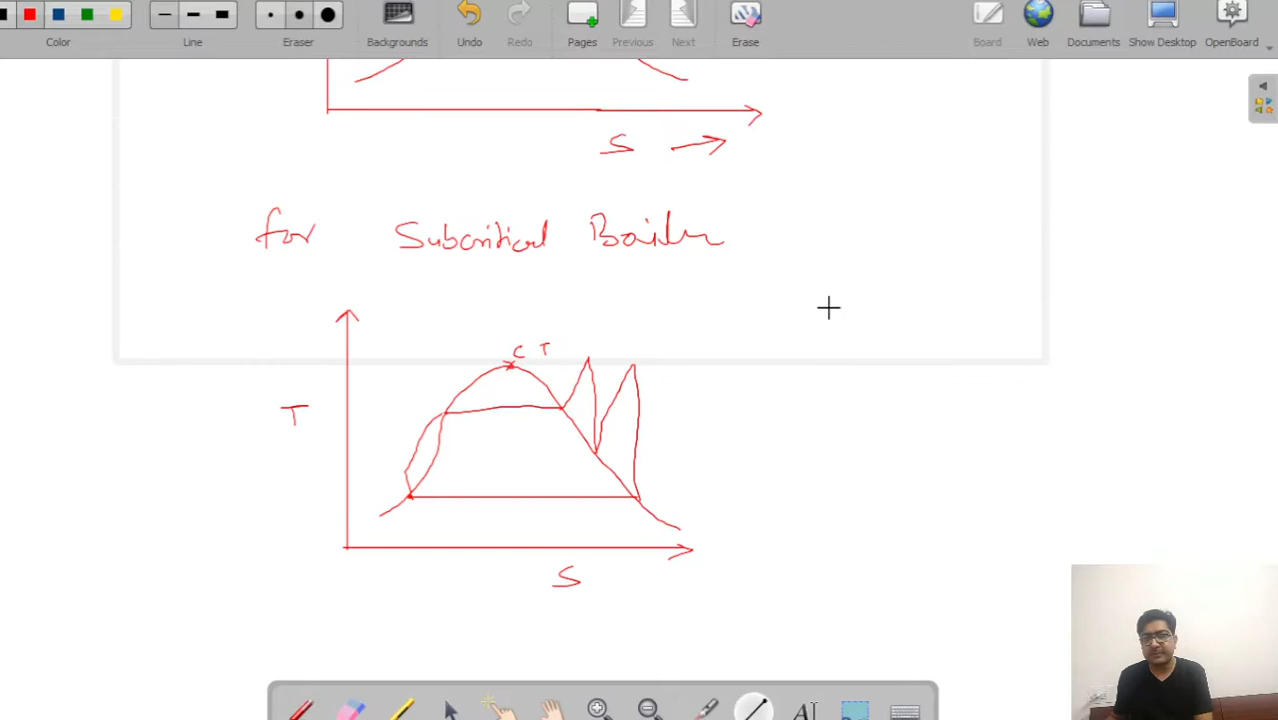 Color
Line
Eraser
Backgrounds
Undo
Redo
Pages
Previous
Next
Erase
Board
Web
Documents
Show Desktop
OpenBoard
S
for Subcritical Boiler
C T
T
S